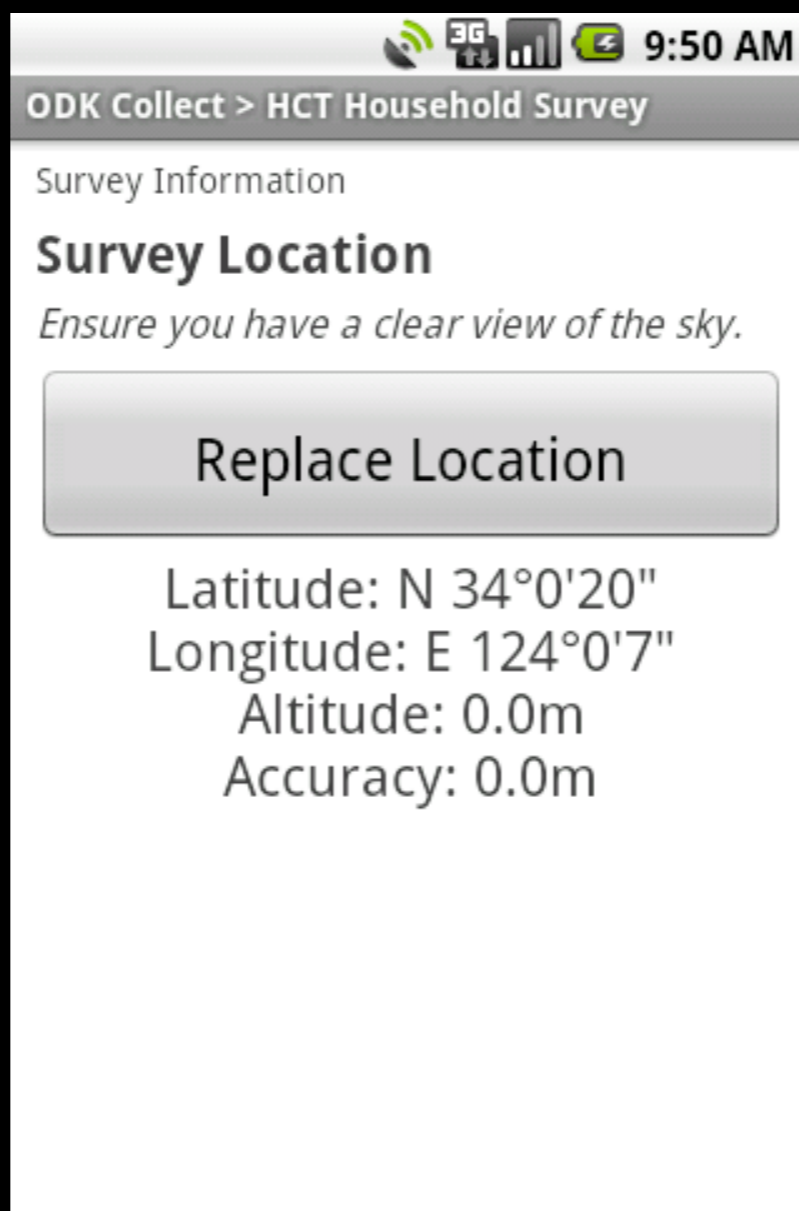 3G 9:50 AM
ODK Collect > HCT Household Survey
Survey Information
Survey Location
Ensure you have a clear view of the sky.
Replace Location
Latitude: N 34°0'20"
Longitude: E 124°0'7"
Altitude: 0.0m
Accuracy: 0.0m